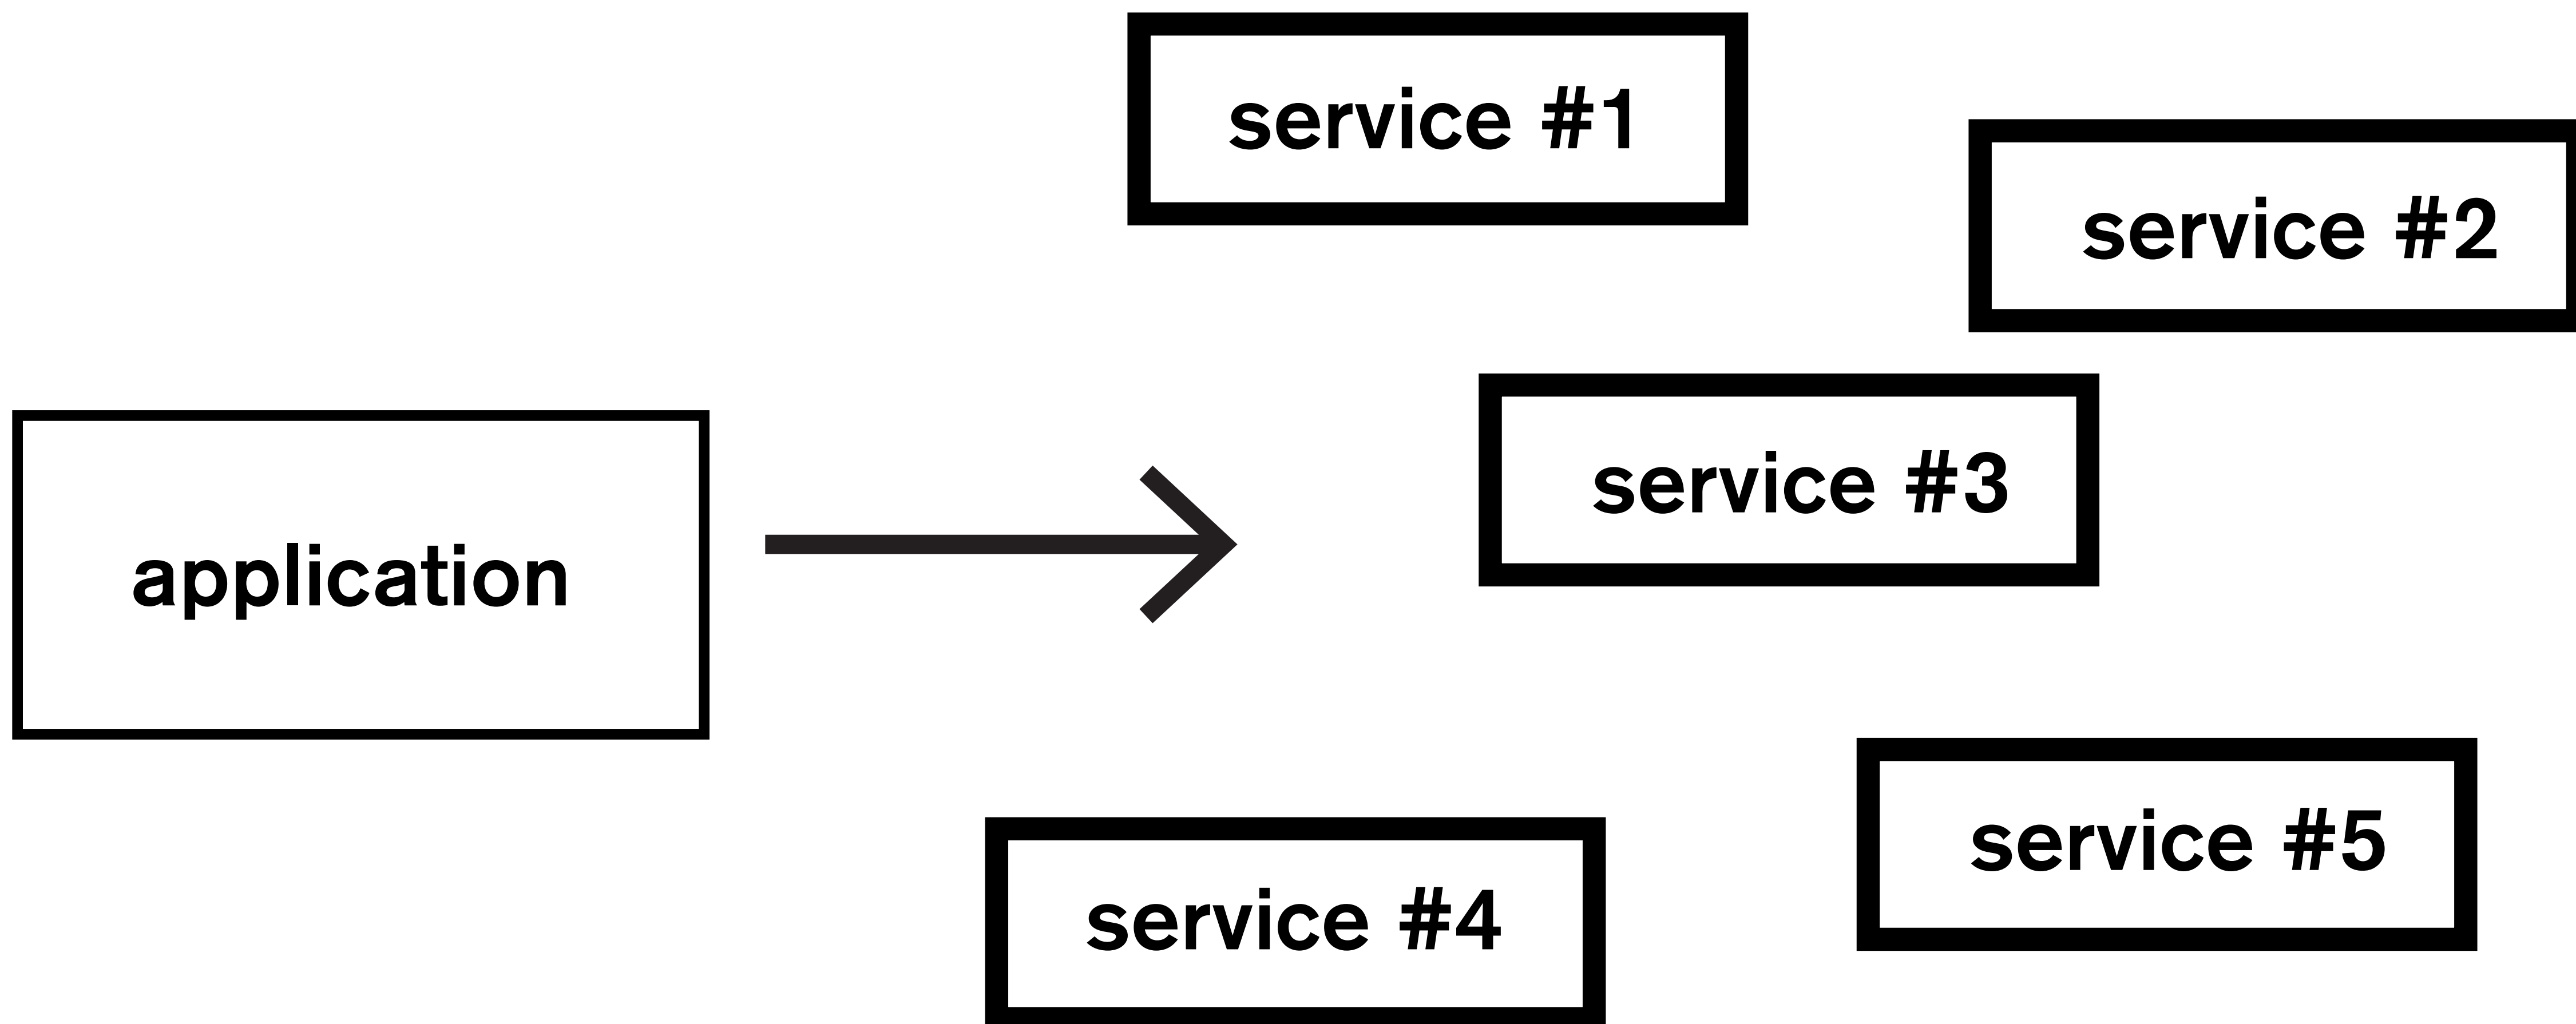 service #1
service #2
service #3
application
service #5
service #4